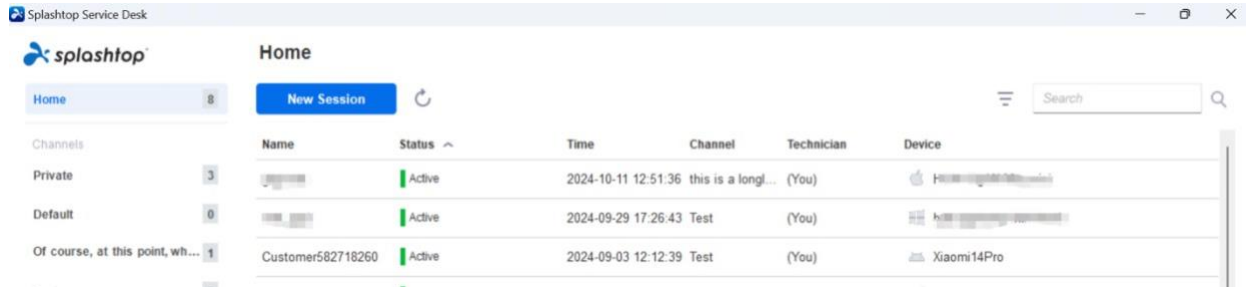 Splashtop Service Desk
splashtop
Home
Home 8
New Session
Search
Channels
Name Status Time Channel Technician Device
Private 3
Active 2024-10-11 12:51:36 this is a longl... (You)
Default 0
Active 2024-09-29 17:26:43 Test (You)
Of course, at this point, wh... 1
Customer582718260 Active 2024-09-03 12:12:39 Test (You) Xiaomi14Pro